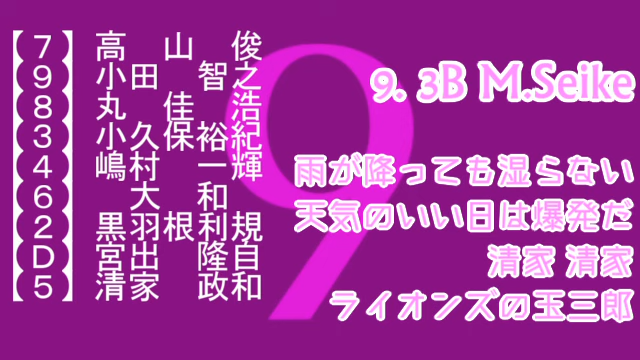 【7】高山俊
【9】小田智之
【8】丸佳浩
【3】小久保裕紀
【4】嶋村一輝
【6】大和
【2】黒羽根利規
【D】宮出隆自
【5】清家政和
9
9. 3B M.Seike
雨が降っても湿らない
天気のいい日は爆発だ
清家 清家
ライオンズの玉三郎